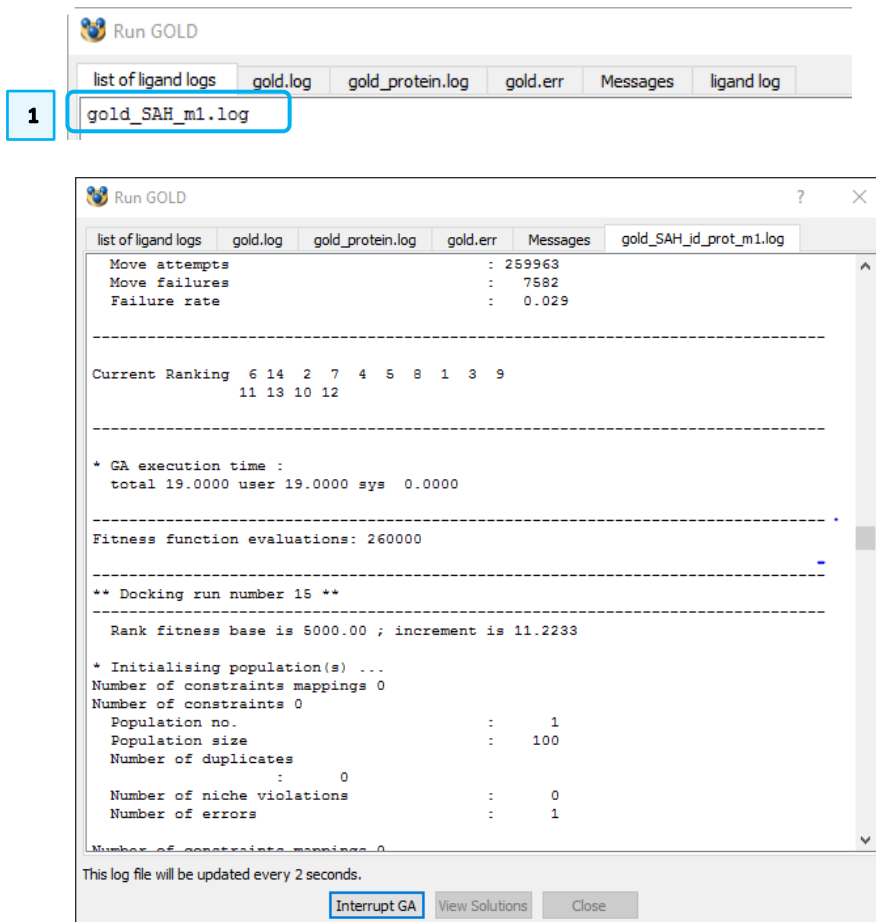 Run GOLD
list of ligand logs gold.log gold_protein.log gold.err Messages ligand log
1 gold_SAH_m1.log
Run GOLD ?
list of ligand logs gold.log gold_protein.log gold.err Messages gold_SAH_id_prot_m1.log
Move attempts : 259963
Move failures : 7582
Failure rate : 0.029
--------------------------------------------------------------------------------
Current Ranking 6 14 2 7 4 5 8 1 3 9
11 13 10 12
--------------------------------------------------------------------------------
* GA execution time :
total 19.0000 user 19.0000 sys 0.0000
--------------------------------------------------------------------------------
Fitness function evaluations: 260000
--------------------------------------------------------------------------------
** Docking run number 15 **
--------------------------------------------------------------------------------
Rank fitness base is 5000.00 ; increment is 11.2233
* Initialising population(s) ...
Number of constraints mappings 0
Number of constraints 0
Population no. : 1
Population size : 100
Number of duplicates
: 0
Number of niche violations : 0
Number of errors : 1
Number of constraints mappings 0
This log file will be updated every 2 seconds.
Interrupt GA View Solutions Close